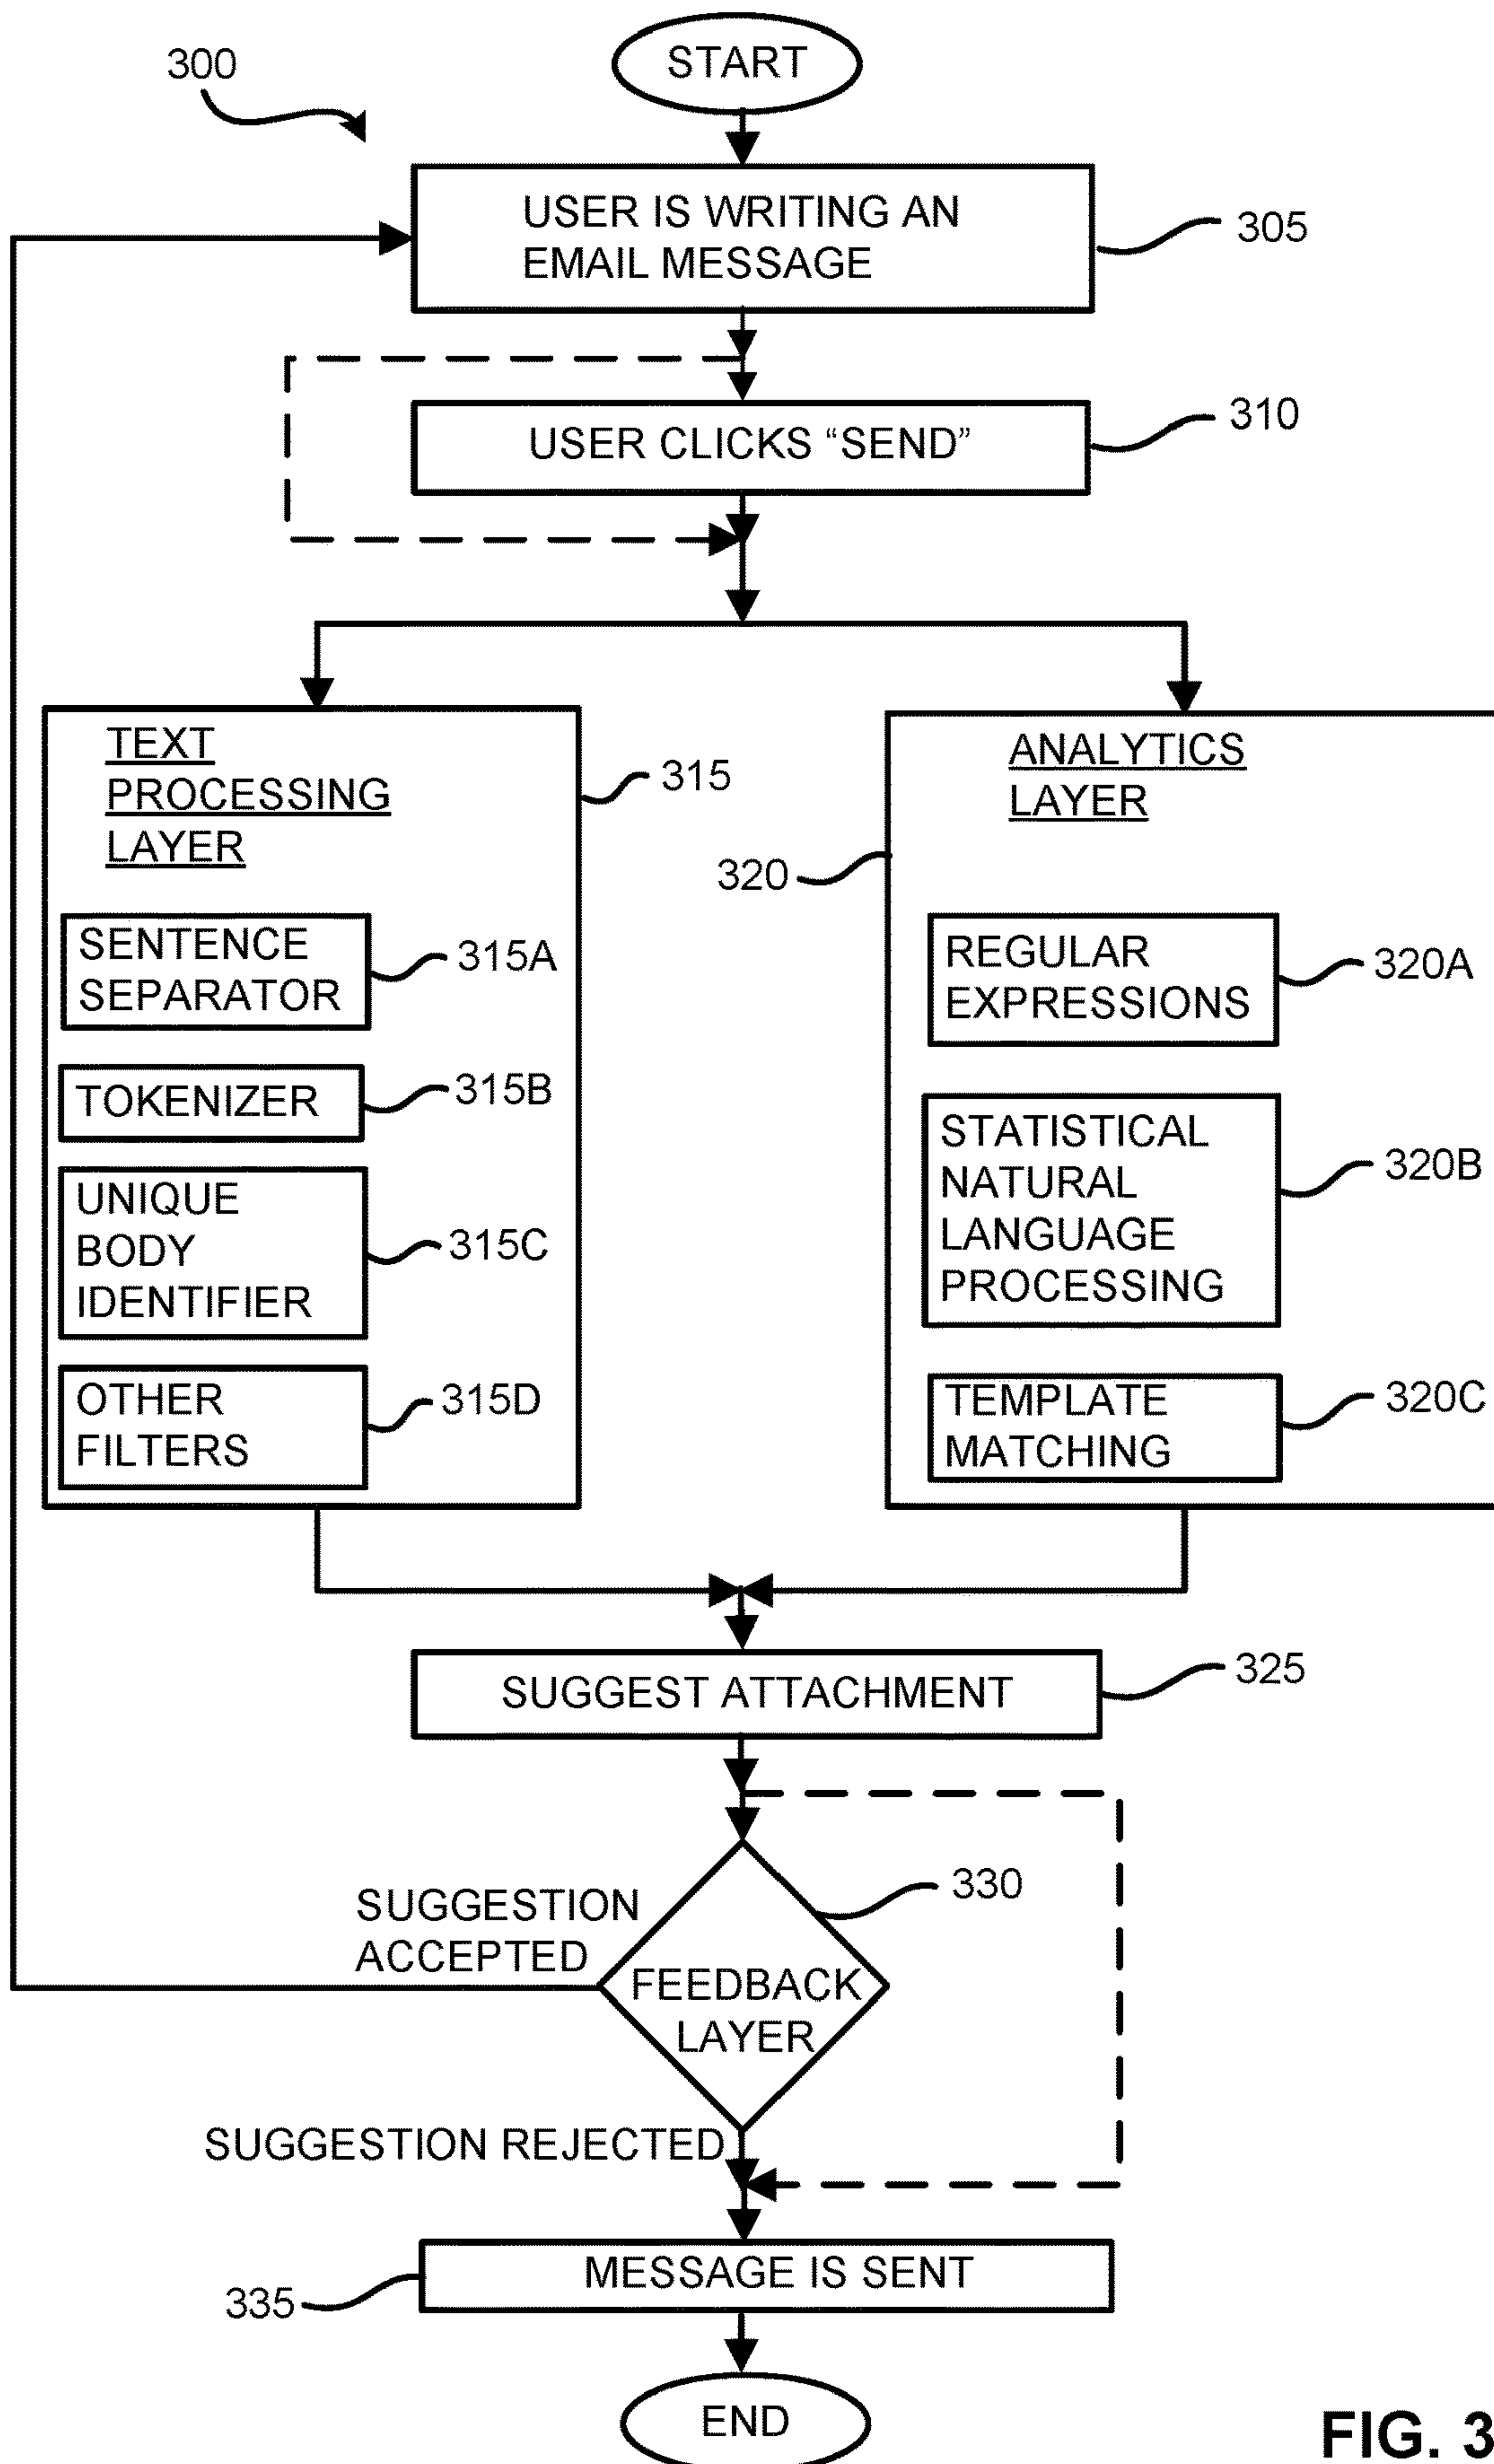 300
START
USER IS WRITING AN
EMAIL MESSAGE
305
USER CLICKS “SEND”
310
TEXT
PROCESSING
LAYER
315
SENTENCE
SEPARATOR
315A
TOKENIZER
315B
UNIQUE
BODY
IDENTIFIER
315C
OTHER
FILTERS
315D
ANALYTICS
LAYER
320
REGULAR
EXPRESSIONS
320A
STATISTICAL
NATURAL
LANGUAGE
PROCESSING
320B
TEMPLATE
MATCHING
320C
SUGGEST ATTACHMENT
325
SUGGESTION
ACCEPTED
330
FEEDBACK
LAYER
SUGGESTION REJECTED
MESSAGE IS SENT
335
END
FIG. 3